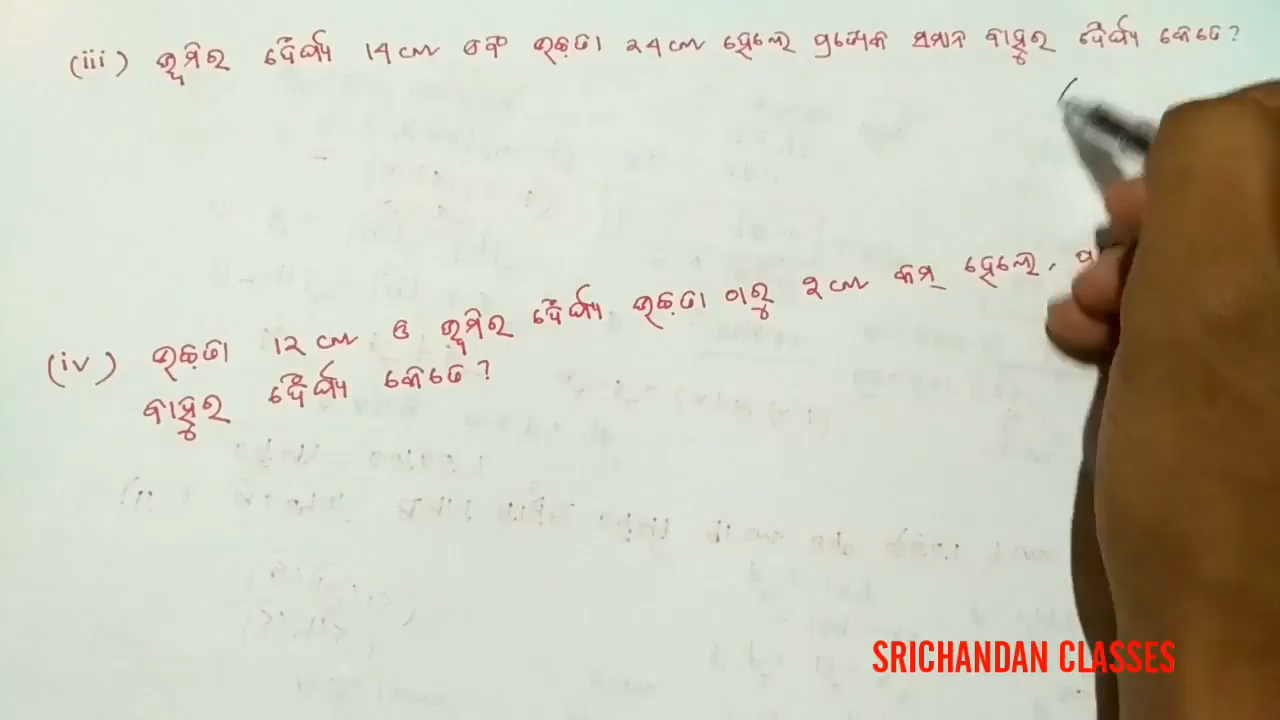 (iii) ଭୂମିର ଦୈର୍ଘ୍ୟ 14 cm ଏବଂ ଉଚ୍ଚତା 24 cm ହେଲେ ପ୍ରତ୍ୟେକ ସମାନ ବାହୁର ଦୈର୍ଘ୍ୟ କେତେ?
(iv) ଉଚ୍ଚତା 12 cm ଓ ଭୂମିର ଦୈର୍ଘ୍ୟ ଉଚ୍ଚତା ଠାରୁ 2 cm କମ୍ ହେଲେ,
ବାହୁର ଦୈର୍ଘ୍ୟ କେତେ?
SRICHANDAN CLASSES